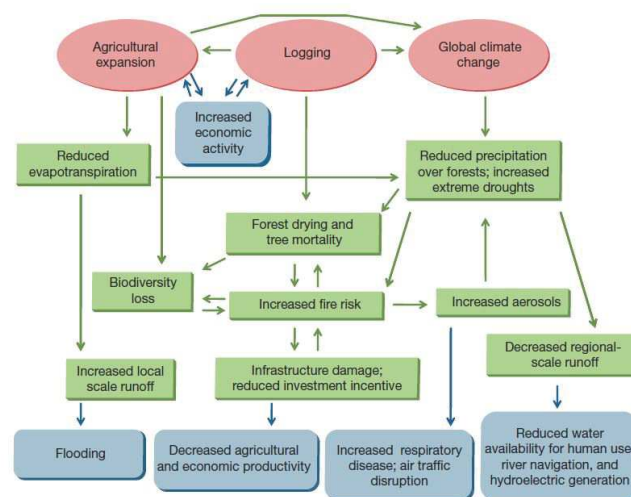 Agricultural
expansion
Logging
Global climate
change
Increased
economic
activity
Reduced
evapotranspiration
Reduced precipitation
over forests; increased
extreme droughts
Forest drying and
tree mortality
Biodiversity
loss
Increased fire risk
Increased aerosols
Increased local
scale runoff
Infrastructure damage;
reduced investment incentive
Decreased regional-
scale runoff
Flooding
Decreased agricultural
and economic productivity
Increased respiratory
disease; air traffic
disruption
Reduced water
availability for human use,
river navigation, and
hydroelectric generation